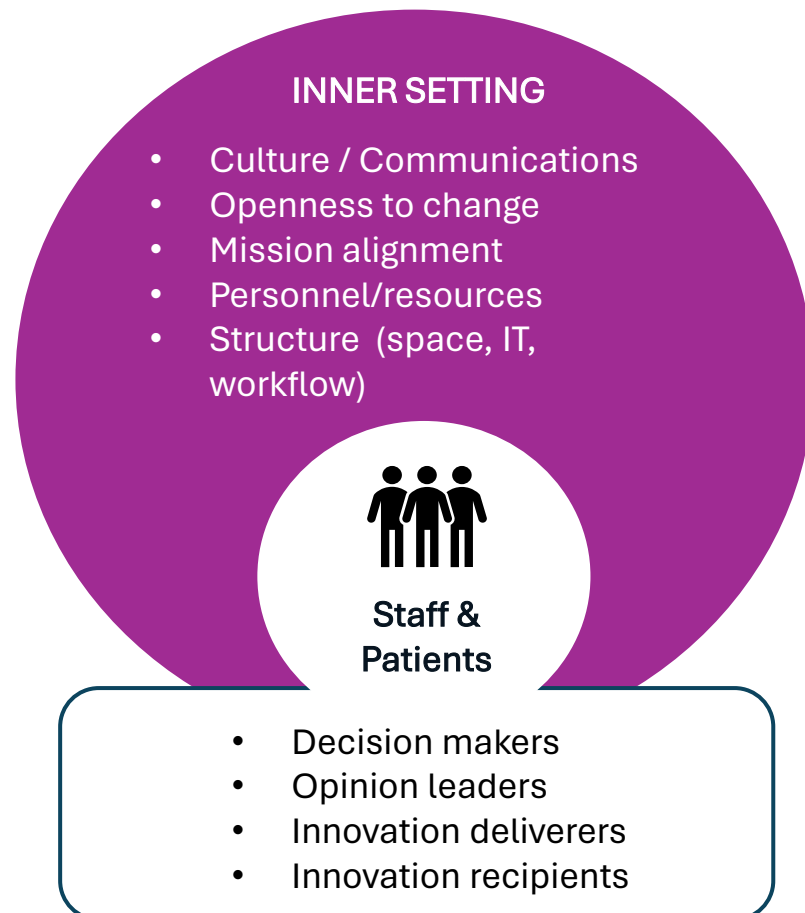 INNER SETTING
• Culture / Communications
• Openness to change
• Mission alignment
• Personnel/resources
• Structure (space, IT,
workflow)
Staff &
Patients
• Decision makers
• Opinion leaders
• Innovation deliverers
• Innovation recipients